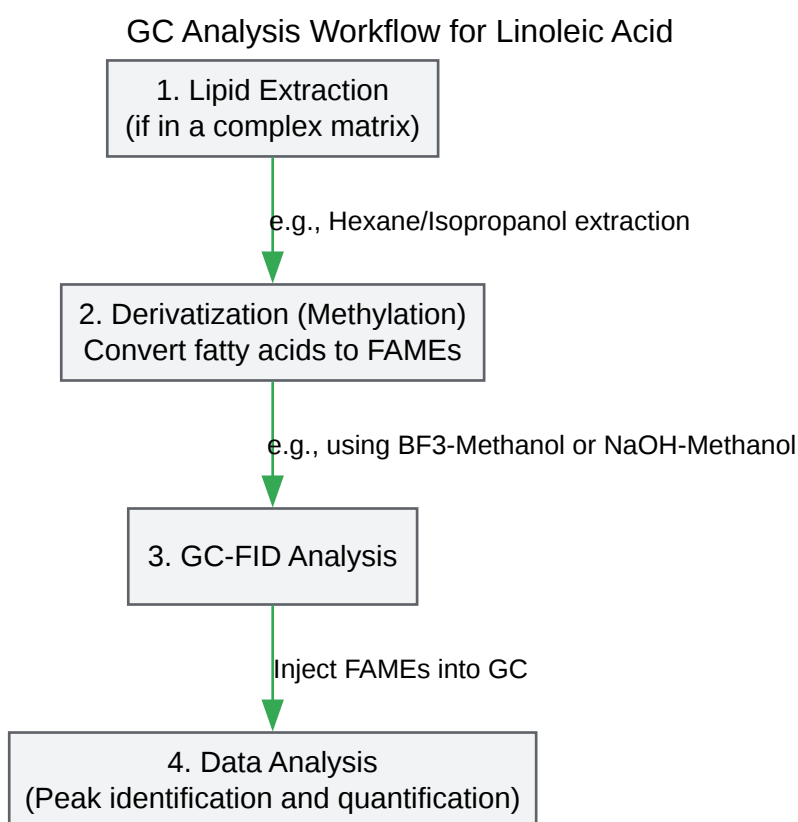 GC Analysis Workflow for Linoleic Acid
1. Lipid Extraction
(if in a complex matrix)
e.g., Hexane/Isopropanol extraction
2. Derivatization (Methylation)
Convert fatty acids to FAMEs
e.g., using BF3-Methanol or NaOH-Methanol
3. GC-FID Analysis
Inject FAMEs into GC
4. Data Analysis
(Peak identification and quantification)